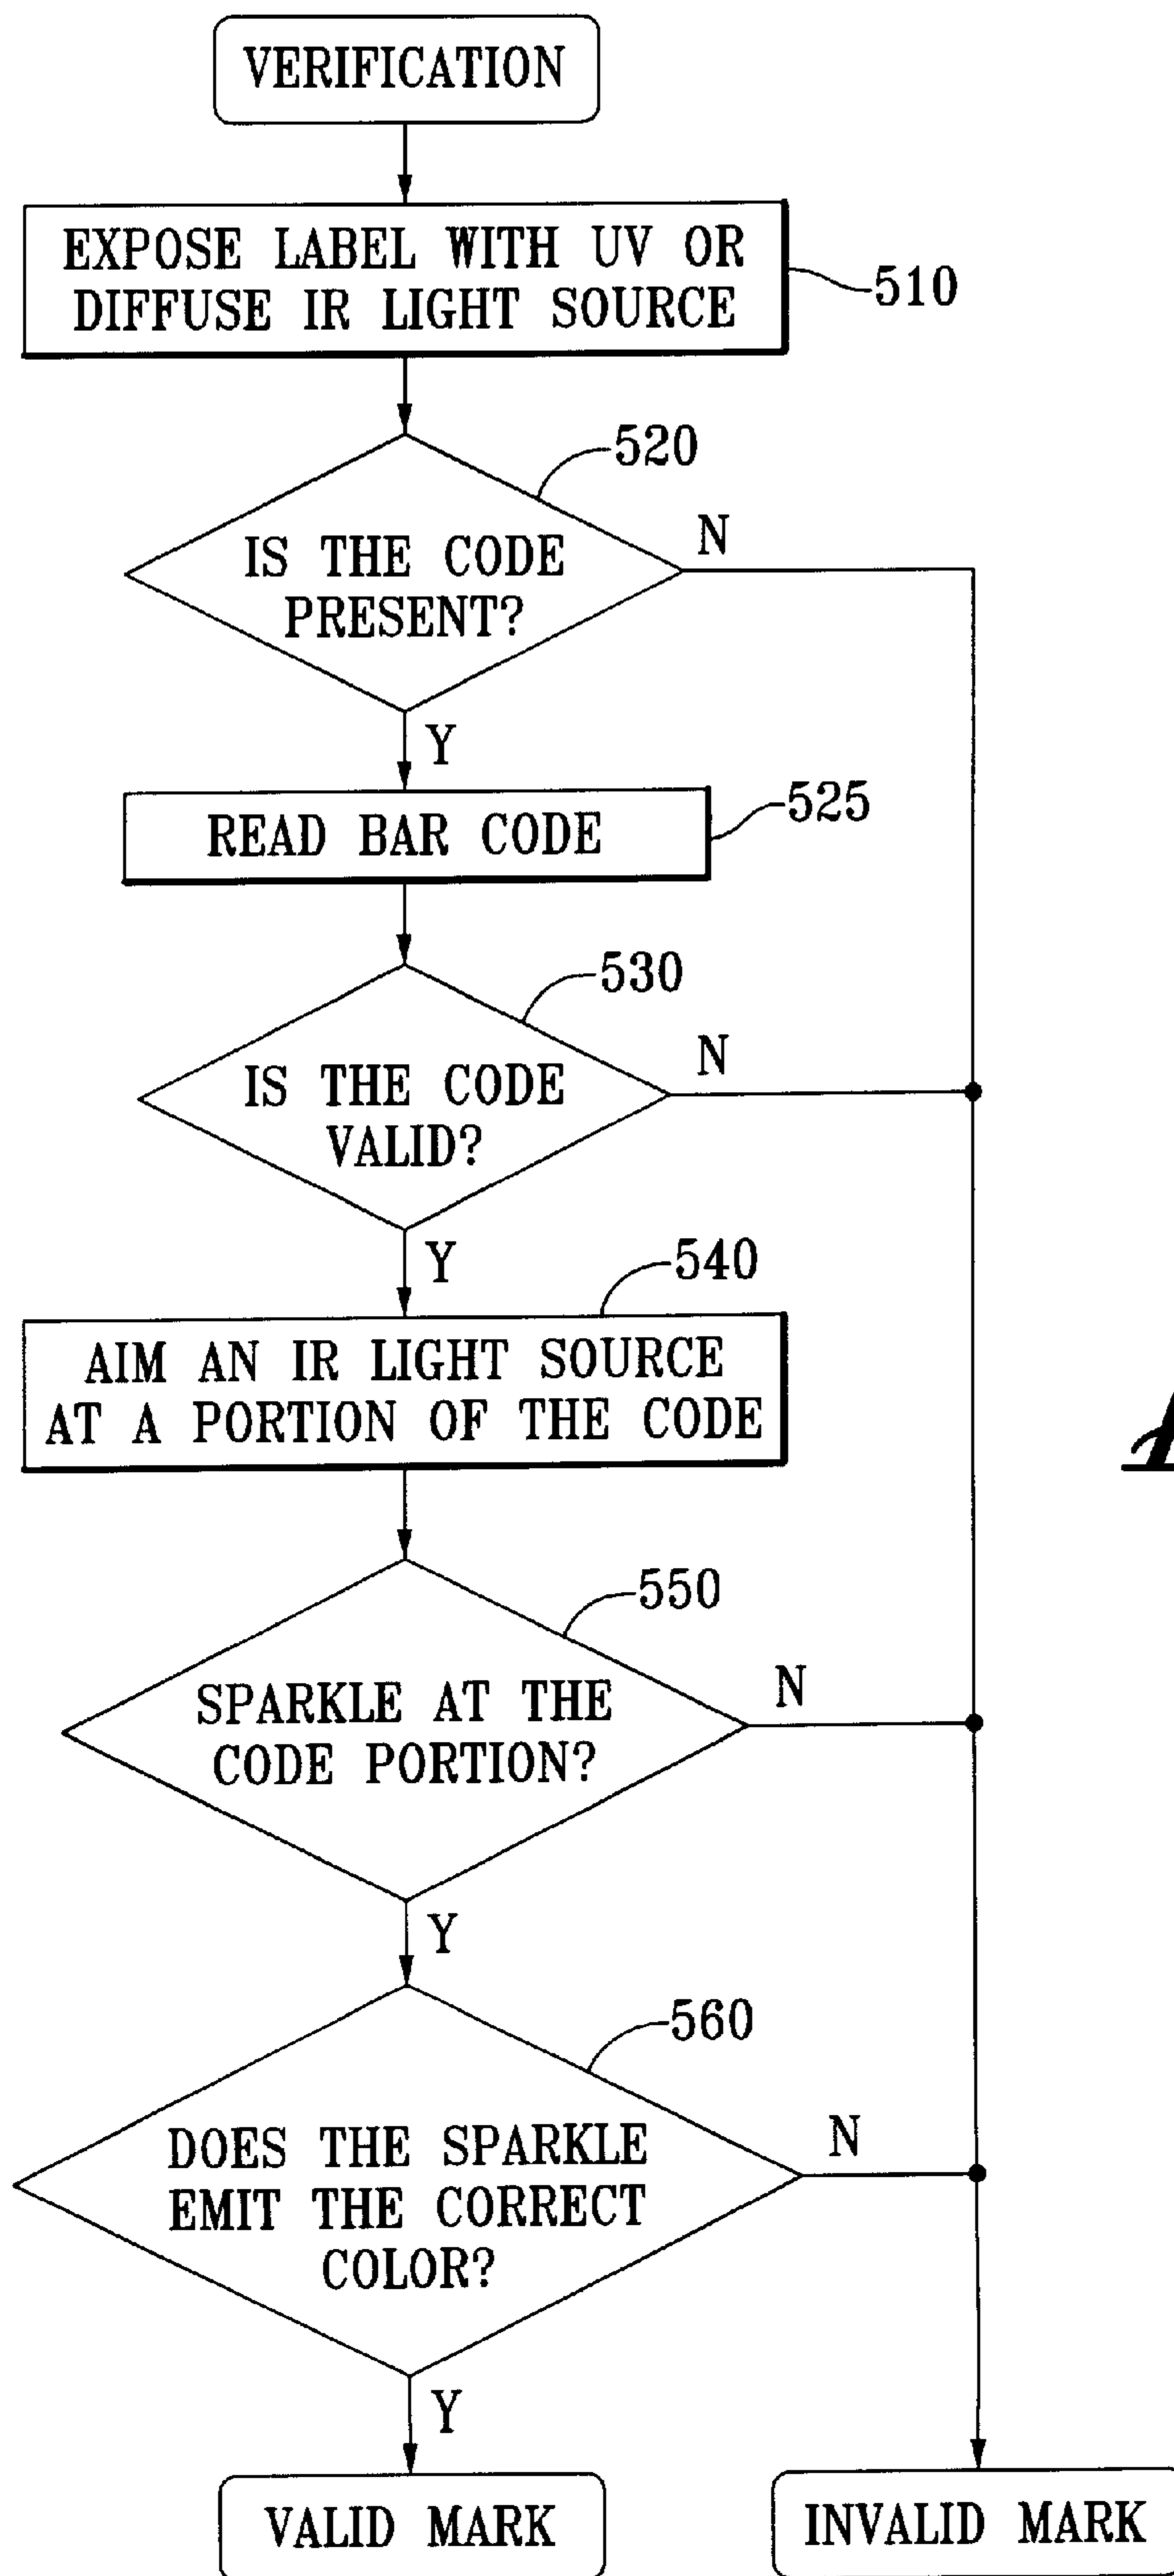 VERIFICATION
EXPOSE LABEL WITH UV OR
DIFFUSE IR LIGHT SOURCE
510
520
IS THE CODE
PRESENT?
N
Y
READ BAR CODE
525
530
IS THE CODE
VALID?
N
Y
540
AIM AN IR LIGHT SOURCE
AT A PORTION OF THE CODE
550
SPARKLE AT THE
CODE PORTION?
N
Y
560
DOES THE SPARKLE
EMIT THE CORRECT
COLOR?
N
Y
VALID MARK
INVALID MARK